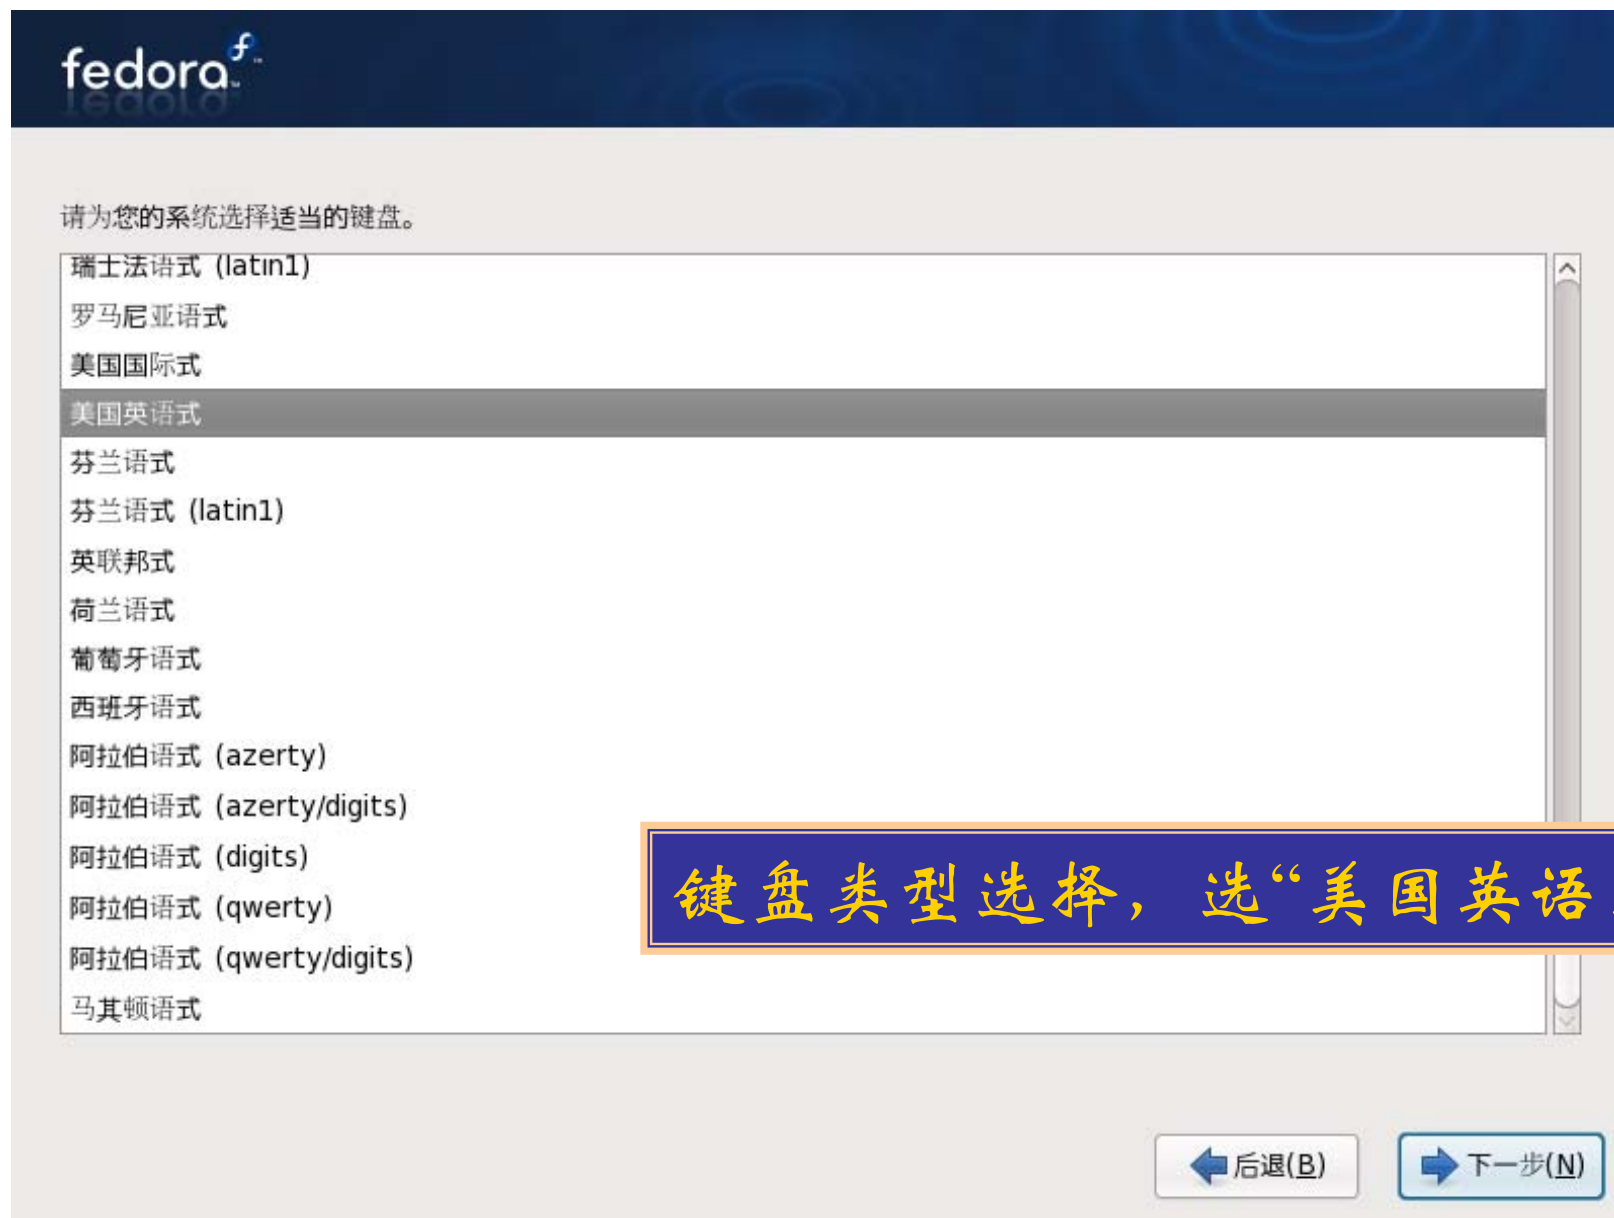 fedora
请为您的系统选择适当的键盘。
瑞士法语式 (latin1)
罗马尼亚语式
美国国际式
美国英语式
芬兰语式
芬兰语式 (latin1)
英联邦式
荷兰语式
葡萄牙语式
西班牙语式
阿拉伯语式 (azerty)
阿拉伯语式 (azerty/digits)
阿拉伯语式 (digits)
阿拉伯语式 (qwerty)
阿拉伯语式 (qwerty/digits)
马其顿语式
键盘类型选择，选“美国英语
后退(B)
下一步(N)